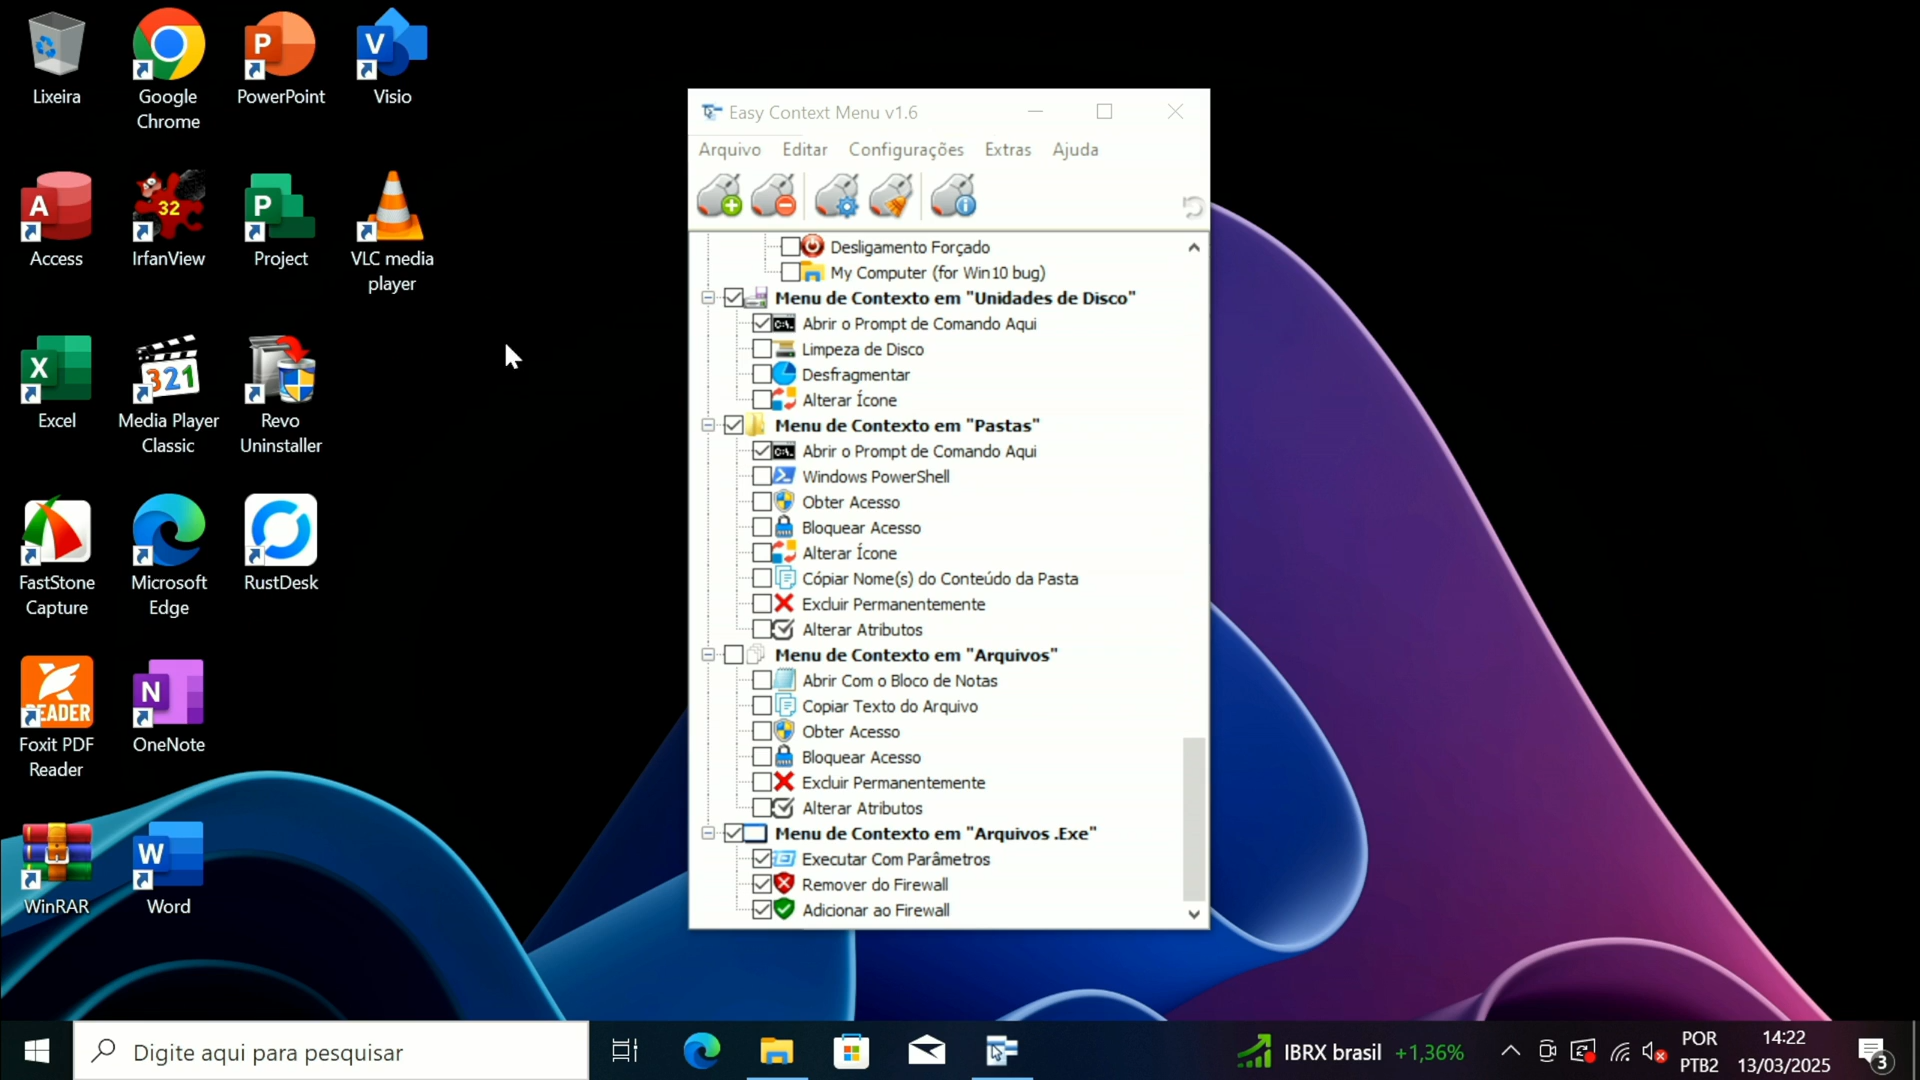 Lixeira
Google
Chrome
PowerPoint
Visio
Access
32
IrfanView
Project
VLC media
player
Excel
321
Media Player
Classic
Revo
Uninstaller
FastStone
Capture
Microsoft
Edge
RustDesk
READER
Foxit PDF
Reader
OneNote
WinRAR
Word
Easy Context Menu v1.6
Arquivo Editar Configurações Extras Ajuda
Desligamento Forçado
My Computer (for Win10 bug)
Menu de Contexto em "Unidades de Disco"
Abrir o Prompt de Comando Aqui
Limpeza de Disco
Desfragmentar
Alterar Ícone
Menu de Contexto em "Pastas"
Abrir o Prompt de Comando Aqui
Windows PowerShell
Obter Acesso
Bloquear Acesso
Alterar Ícone
Cópiar Nome(s) do Conteúdo da Pasta
Excluir Permanentemente
Alterar Atributos
Menu de Contexto em "Arquivos"
Abrir Com o Bloco de Notas
Copiar Texto do Arquivo
Obter Acesso
Bloquear Acesso
Excluir Permanentemente
Alterar Atributos
Menu de Contexto em "Arquivos .Exe"
Executar Com Parâmetros
Remover do Firewall
Adicionar ao Firewall
Digite aqui para pesquisar
IBRX brasil +1,36%
POR
PTB2
14:22
13/03/2025
3